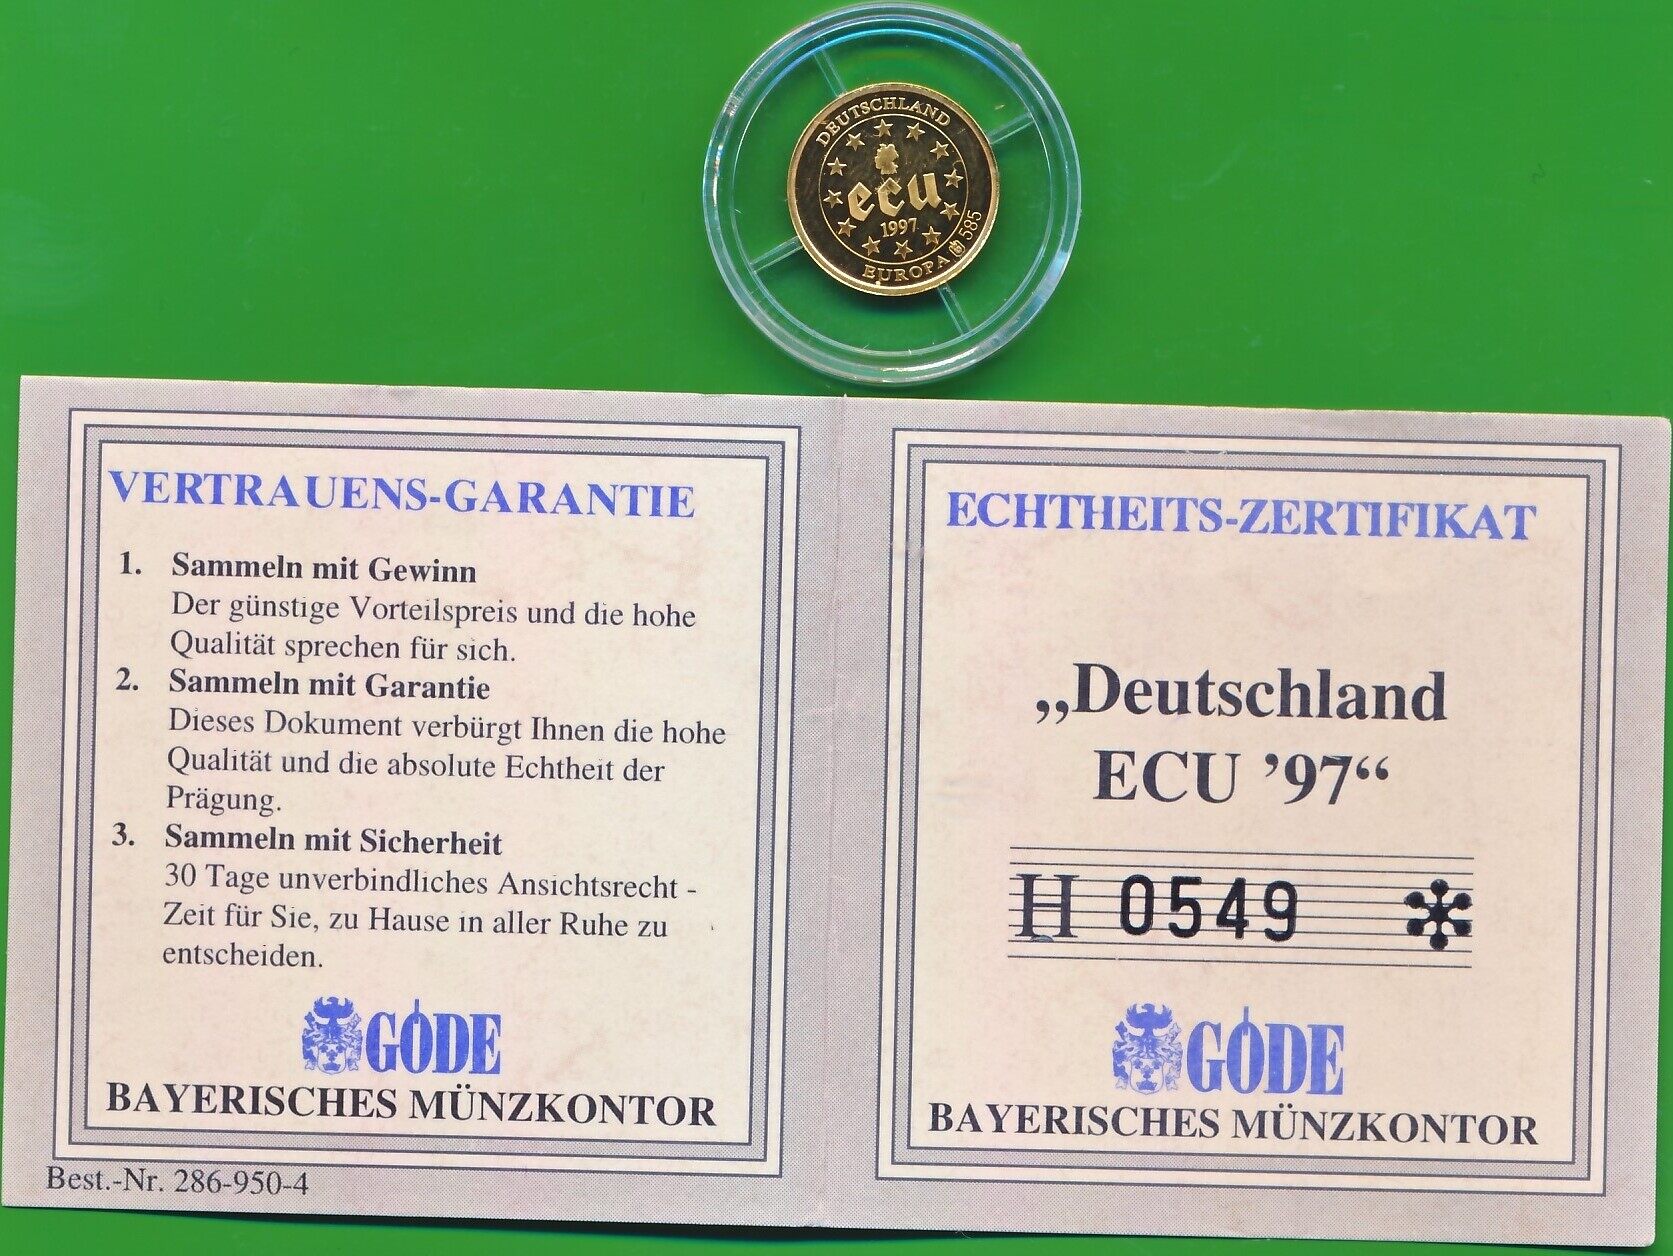 DEUTSCHLAND
ecu
1997
EUROPA 585
VERTRAUENS-GARANTIE
1. Sammeln mit Gewinn
Der günstige Vorteilspreis und die hohe
Qualität sprechen für sich.
2. Sammeln mit Garantie
Dieses Dokument verbürgt Ihnen die hohe
Qualität und die absolute Echtheit der
Prägung.
3. Sammeln mit Sicherheit
30 Tage unverbindliches Ansichtsrecht -
Zeit für Sie, zu Hause in aller Ruhe zu
entscheiden.
GÖDE
BAYERISCHES MÜNZKONTOR
Best.-Nr. 286-950-4
ECHTHEITS-ZERTIFIKAT
„Deutschland
ECU ’97“
H 0549 *
GÖDE
BAYERISCHES MÜNZKONTOR